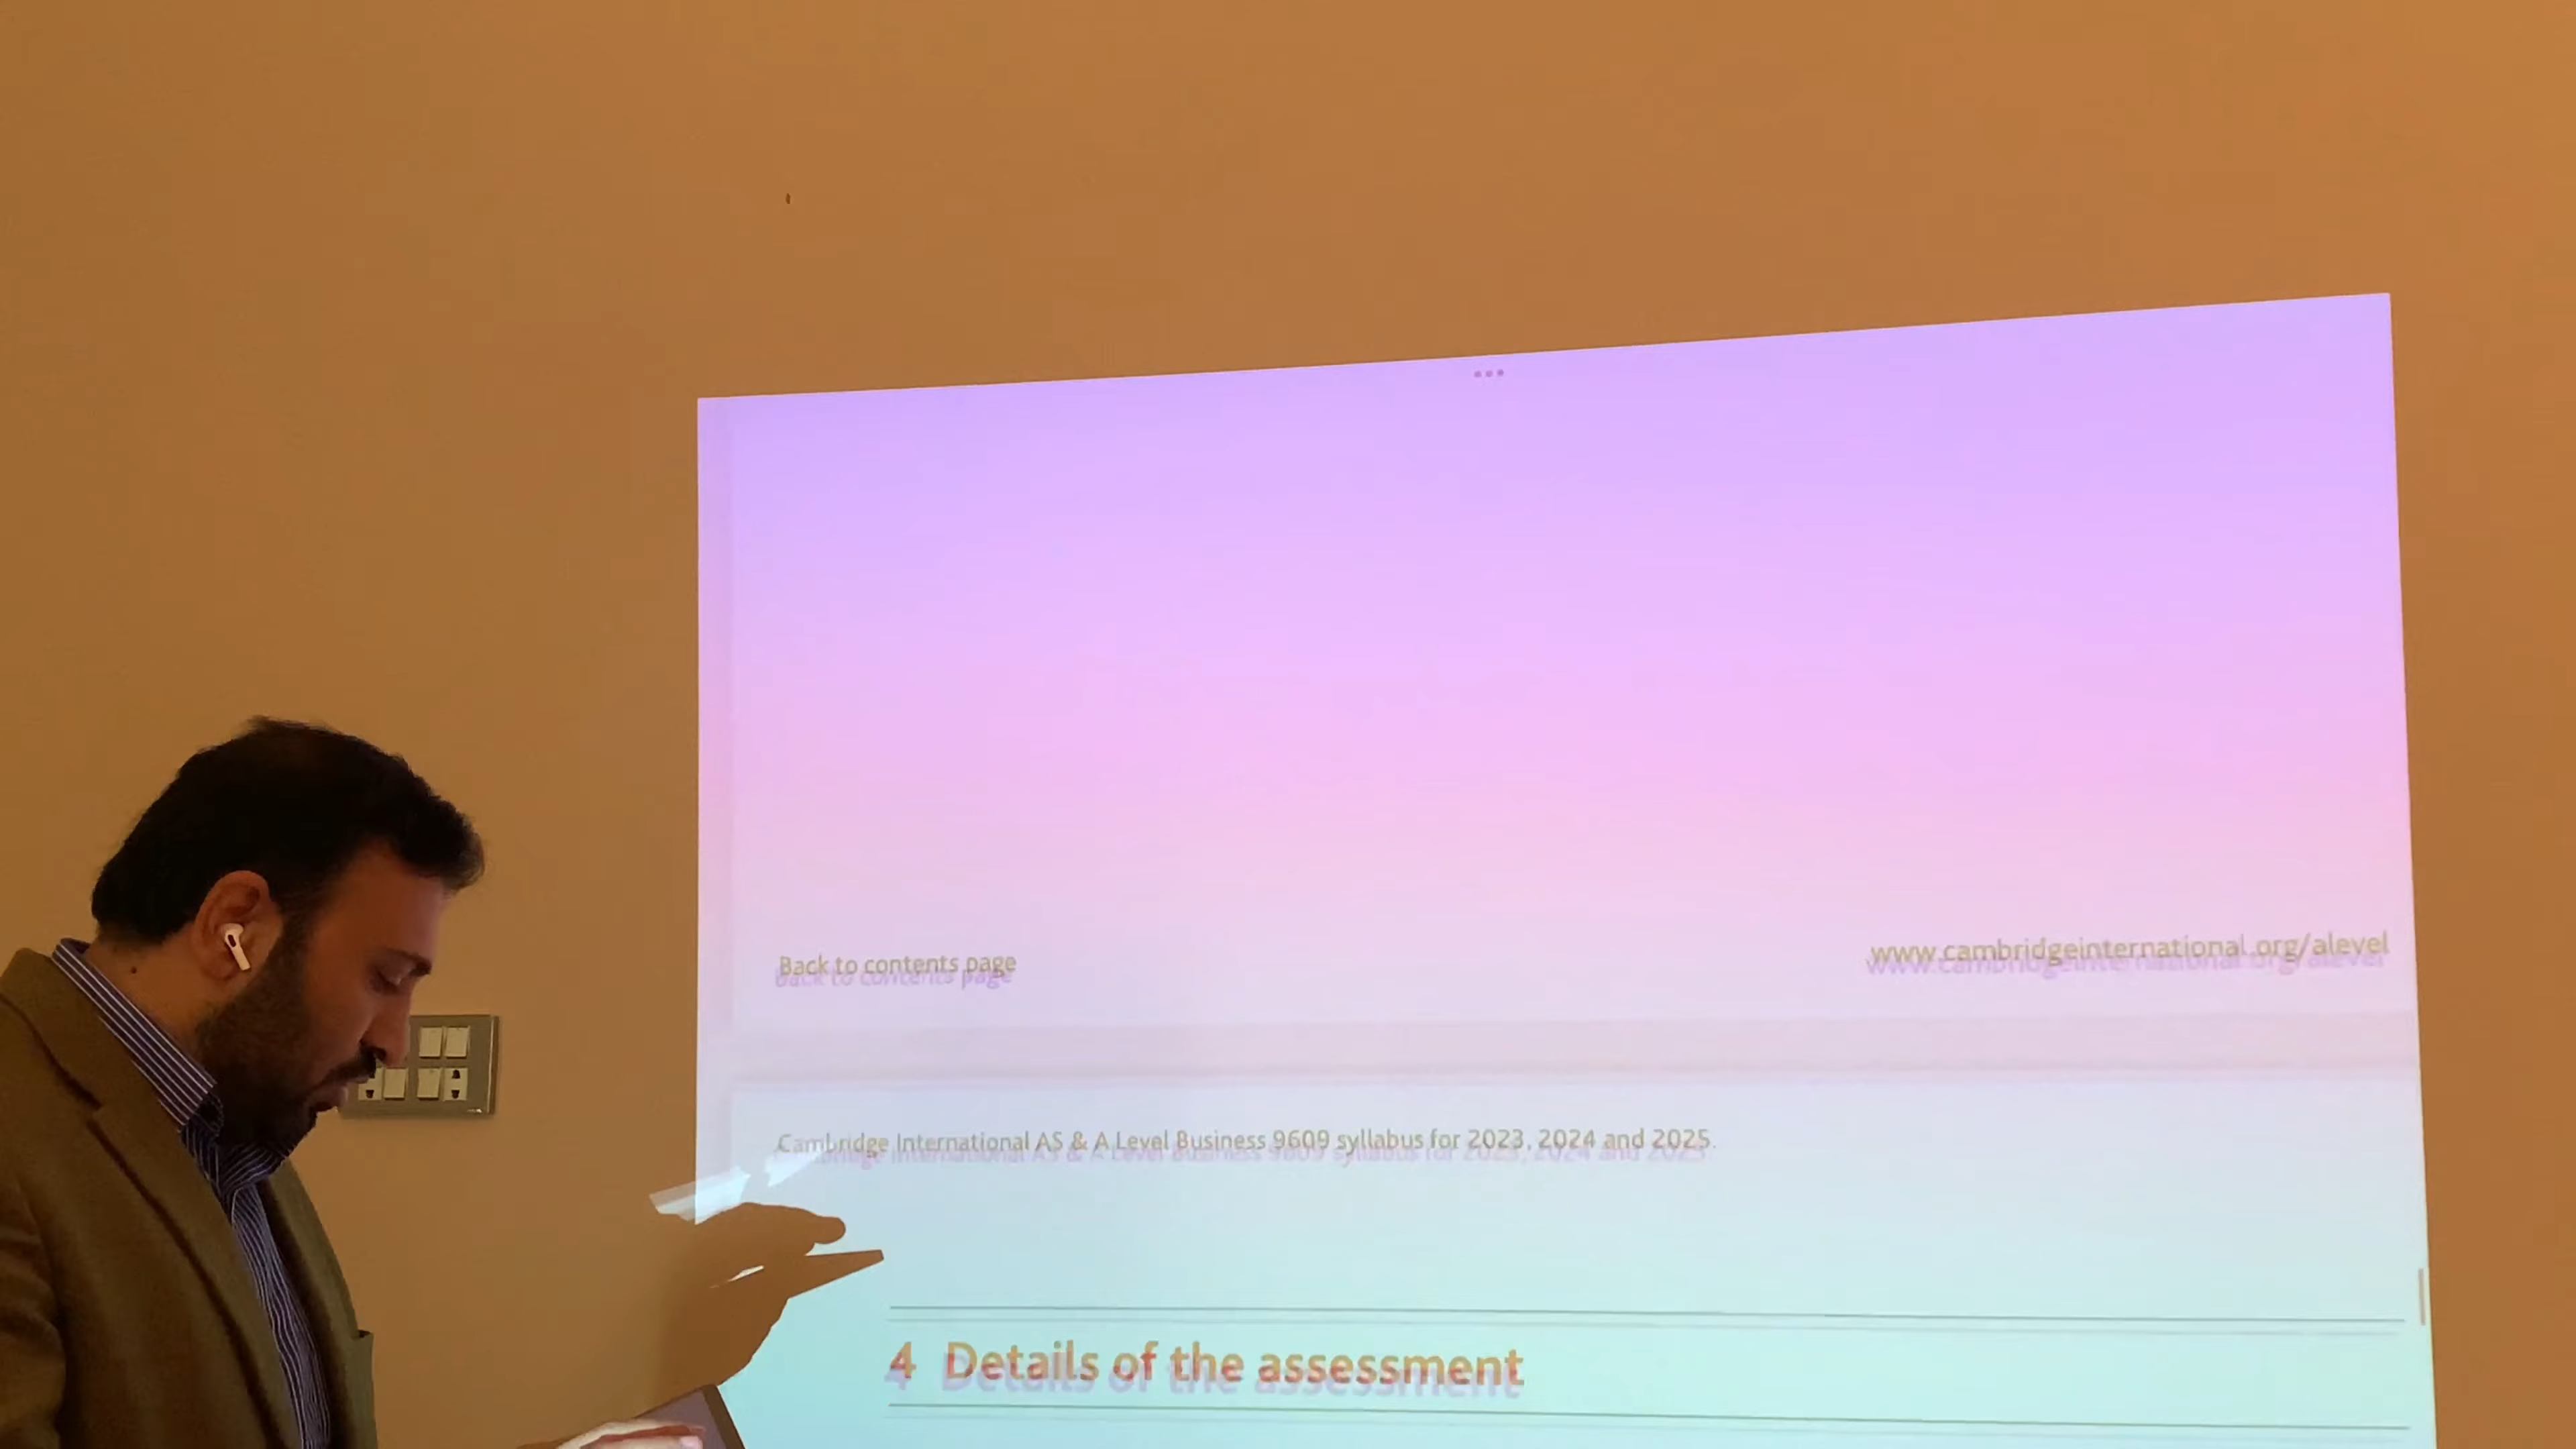 Back to contents page
www.cambridgeinternational.org/alevel
Cambridge International AS & A Level Business 9609 syllabus for 2023, 2024 and 2025.
4 Details of the assessment